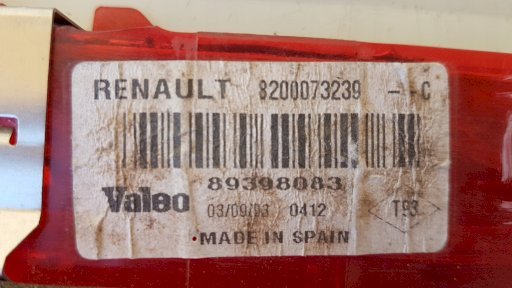 RENAULT 8200073239 --C
89398083
Valeo 03/09/03 0412 T93
MADE IN SPAIN